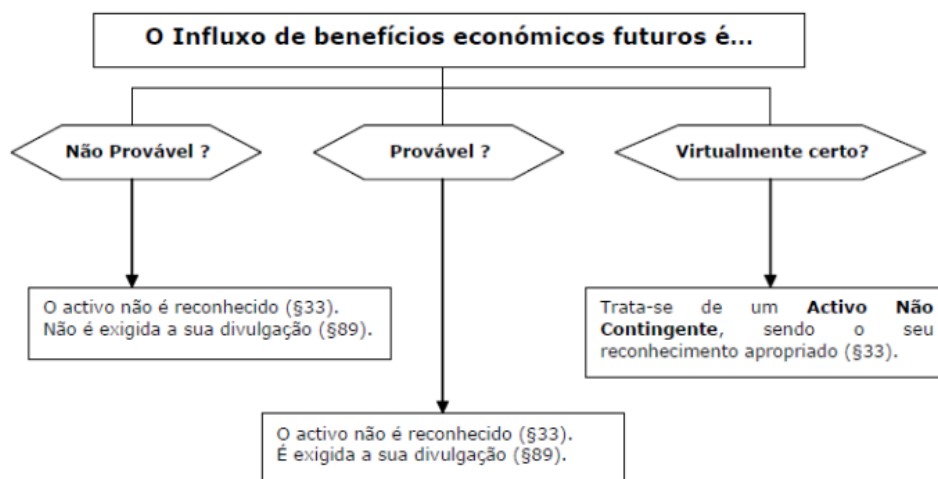 O Influxo de benefícios económicos futuros é...
Não Provável ?
Provável ?
Virtualmente certo?
O activo não é reconhecido (§33).
Não é exigida a sua divulgação (§89).
Trata-se de um Activo Não
Contingente, sendo o seu
reconhecimento apropriado (§33).
O activo não é reconhecido (§33).
É exigida a sua divulgação (§89).